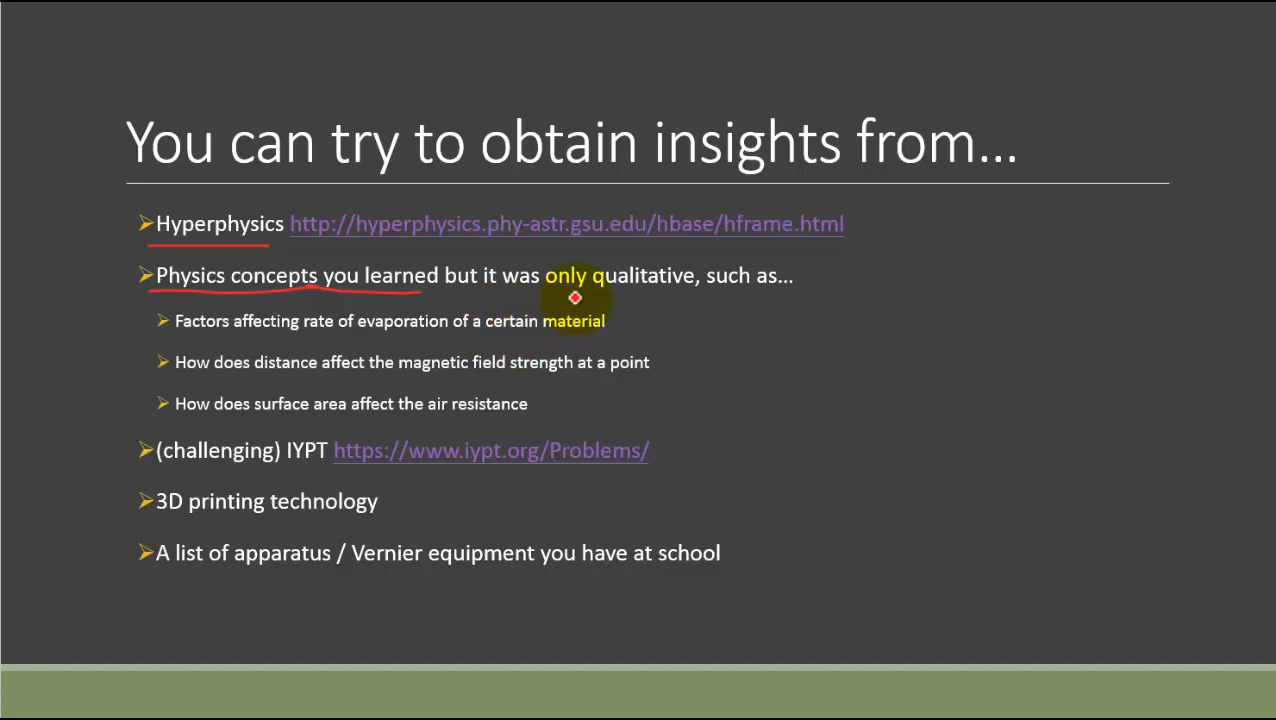 You can try to obtain insights from...
Hyperphysics http://hyperphysics.phy-astr.gsu.edu/hbase/hframe.html
Physics concepts you learned but it was only qualitative, such as...
Factors affecting rate of evaporation of a certain material
How does distance affect the magnetic field strength at a point
How does surface area affect the air resistance
(challenging) IYPT https://www.iypt.org/Problems/
3D printing technology
A list of apparatus / Vernier equipment you have at school